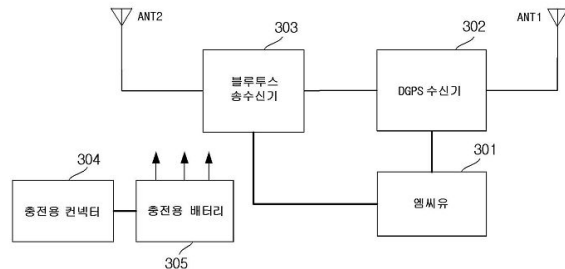 ANT2
303
302
ANT1
블루투스
송수신기
DGPS 수신기
304
301
충전용 컨넥터
충전용 배터리
엠씨유
305